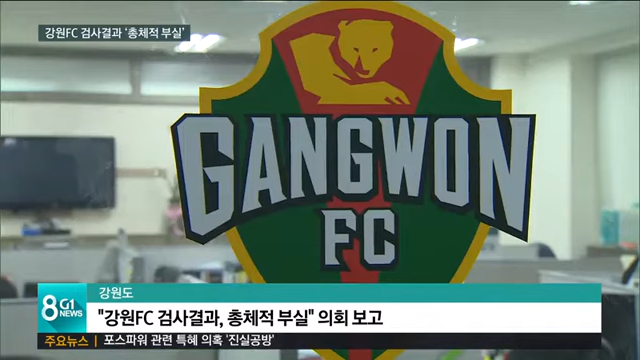 강원FC 검사결과 '총체적 부실'
GANGWON
FC
강원도
8 G1 NEWS
"강원FC 검사결과, 총체적 부실" 의회 보고
주요뉴스
포스파워 관련 특혜 의혹 '진실공방'